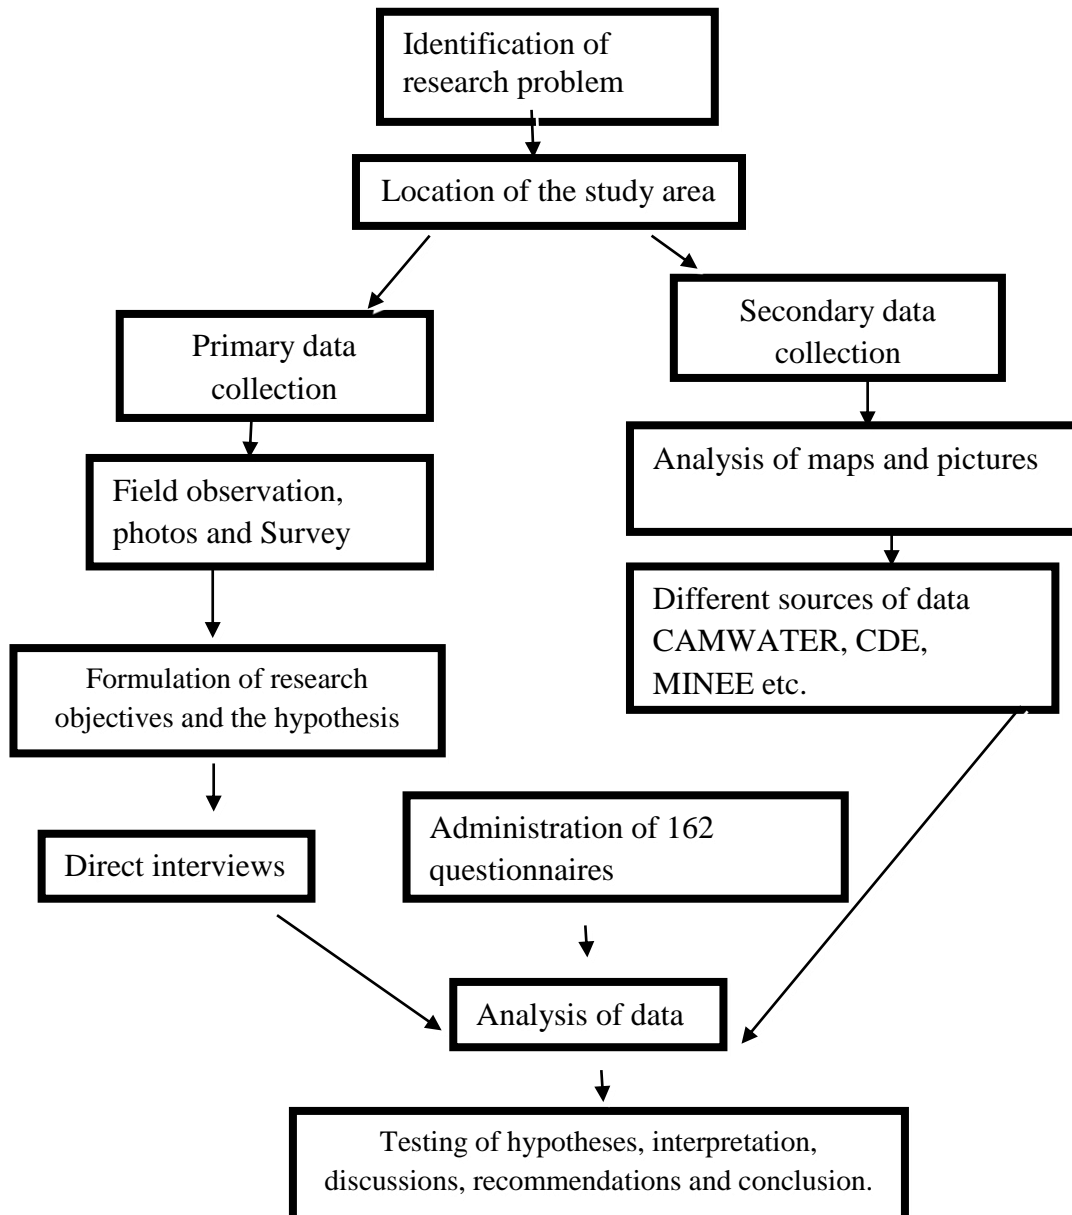 Identification of
research problem
Location of the study area
Primary data
collection
Secondary data
collection
Field observation,
photos and Survey
Analysis of maps and pictures
Formulation of research
objectives and the hypothesis
Different sources of data
CAMWATER, CDE,
MINEE etc.
Direct interviews
Administration of 162
questionnaires
Analysis of data
Testing of hypotheses, interpretation,
discussions, recommendations and conclusion.